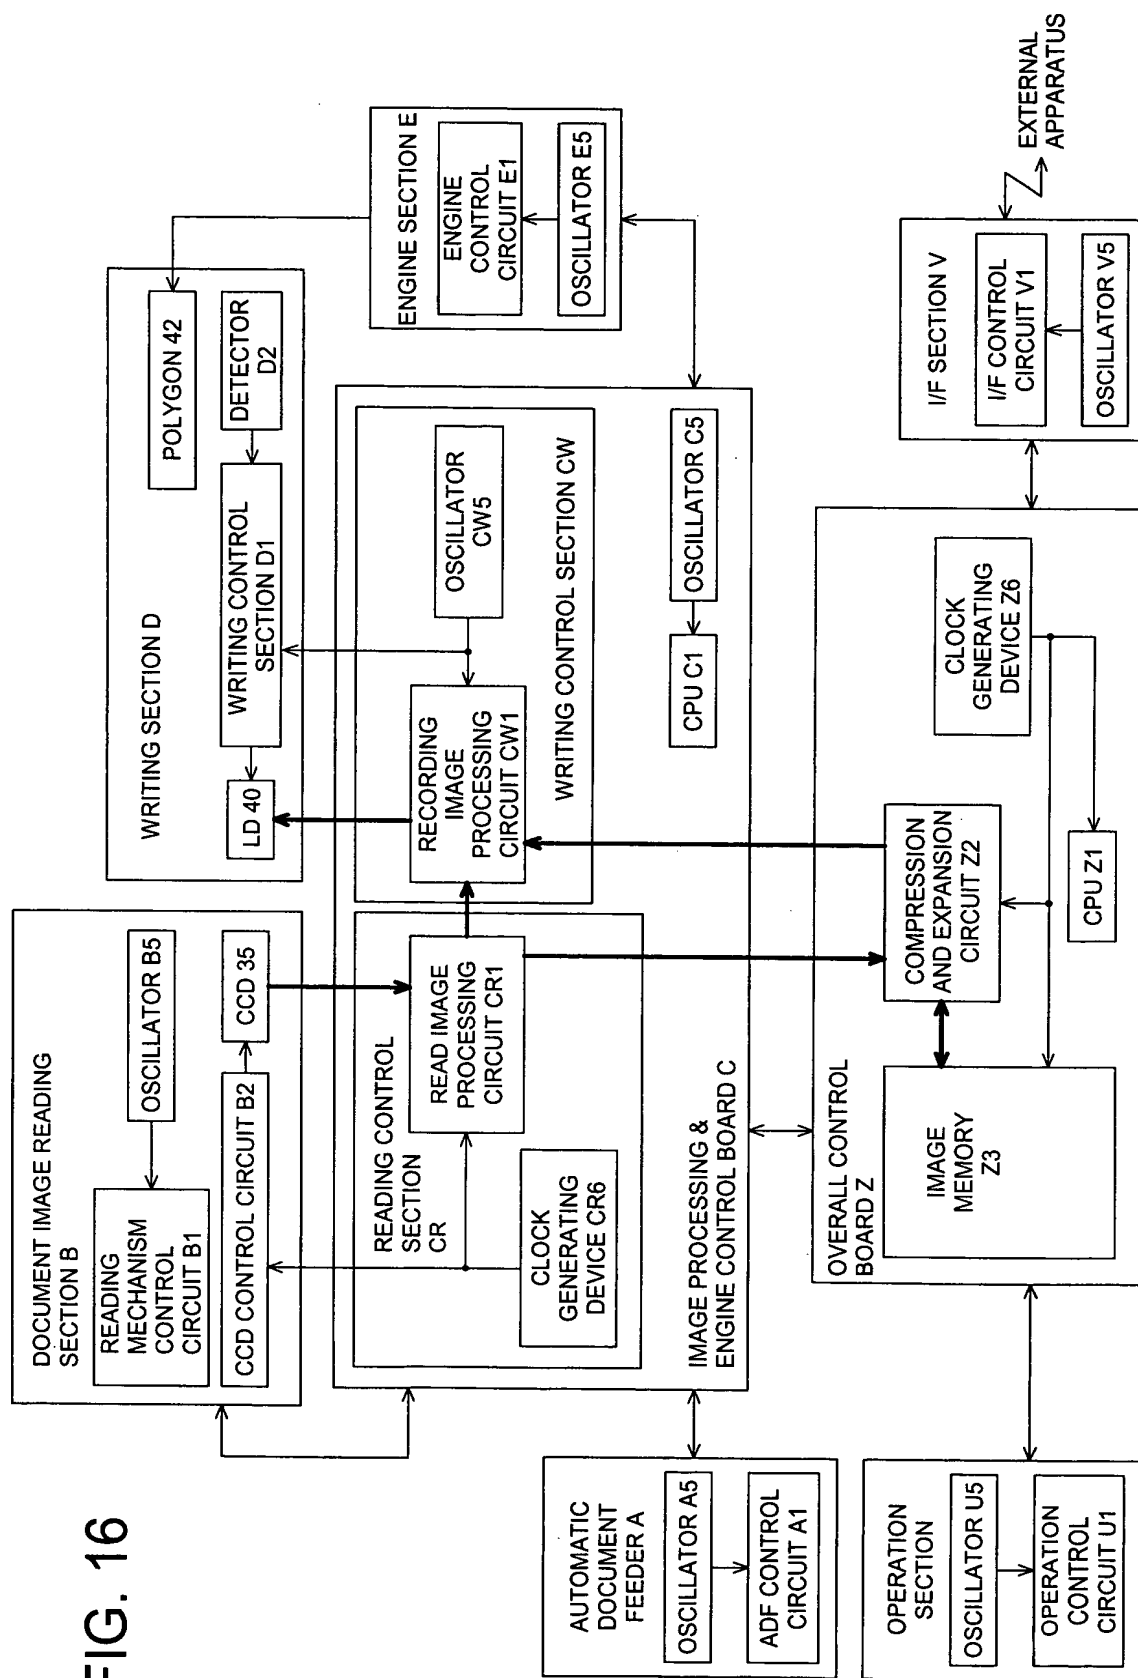 FIG. 16
DOCUMENT IMAGE READING
SECTION B
READING
MECHANISM
CONTROL
CIRCUIT B1
OSCILLATOR B5
CCD CONTROL CIRCUIT B2
CCD 35
WRITING SECTION D
POLYGON 42
LD 40
WRITING CONTROL
SECTION D1
DETECTOR
D2
ENGINE SECTION E
ENGINE
CONTROL
CIRCUIT E1
OSCILLATOR E5
READING CONTROL
SECTION
CR
READ IMAGE
PROCESSING
CIRCUIT CR1
CLOCK
GENERATING
DEVICE CR6
RECORDING
IMAGE
PROCESSING
CIRCUIT CW1
OSCILLATOR
CW5
WRITING CONTROL SECTION CW
IMAGE PROCESSING &
ENGINE CONTROL BOARD C
CPU C1
OSCILLATOR C5
AUTOMATIC
DOCUMENT
FEEDER A
OSCILLATOR A5
ADF CONTROL
CIRCUIT A1
OPERATION
SECTION
OSCILLATOR U5
OPERATION
CONTROL
CIRCUIT U1
OVERALL CONTROL
BOARD Z
IMAGE
MEMORY
Z3
COMPRESSION
AND EXPANSION
CIRCUIT Z2
CLOCK
GENERATING
DEVICE Z6
CPU Z1
I/F SECTION V
I/F CONTROL
CIRCUIT V1
OSCILLATOR V5
EXTERNAL
APPARATUS